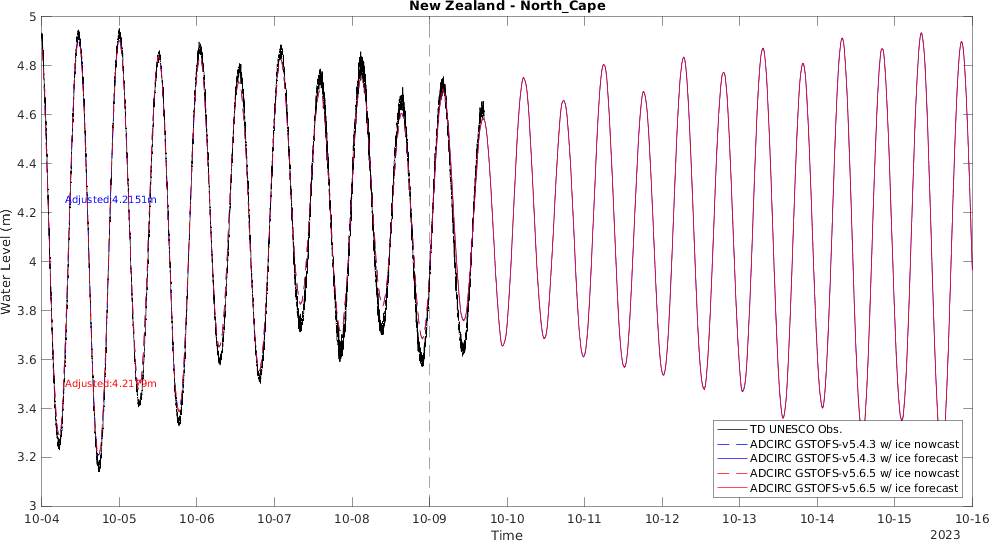 New Zealand - North_Cape
Water Level (m)
5
4.8
4.6
4.4
4.2
4
3.8
3.6
3.4
3.2
3
Adjusted:4.2151m
Adjusted:4.2179m
TD UNESCO Obs.
ADCIRC GSTOFS-v5.4.3 w/ ice nowcast
ADCIRC GSTOFS-v5.4.3 w/ ice forecast
ADCIRC GSTOFS-v5.6.5 w/ ice nowcast
ADCIRC GSTOFS-v5.6.5 w/ ice forecast
10-04 10-05 10-06 10-07 10-08 10-09 10-10 10-11 10-12 10-13 10-14 10-15 10-16
Time
2023